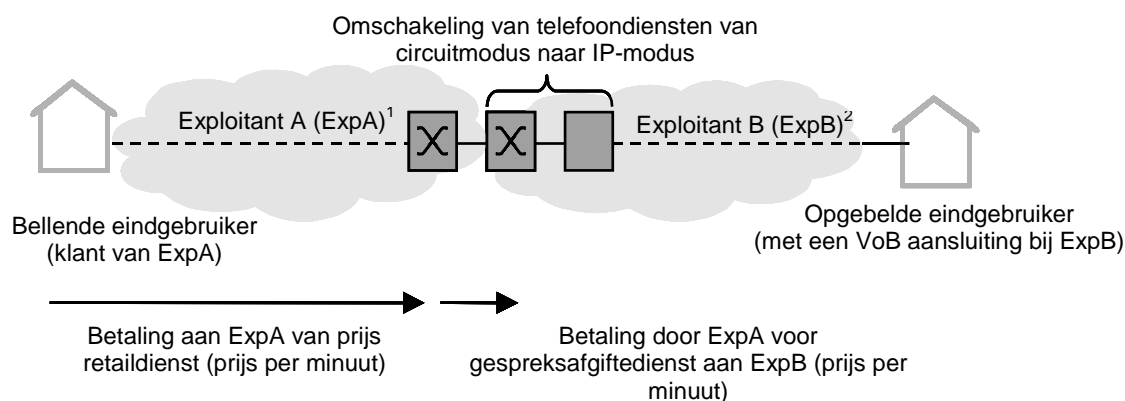 Omschakeling van telefoondiensten van
circuitmodus naar IP-modus
Exploitant A (ExpA)¹
Exploitant B (ExpB)²
Bellende eindgebruiker
(klant van ExpA)
Opgebelde eindgebruiker
(met een VoB aansluiting bij ExpB)
Betaling aan ExpA van prijs
retaildienst (prijs per minuut)
Betaling door ExpA voor
gespreksafgiftedienst aan ExpB (prijs per
minuut)